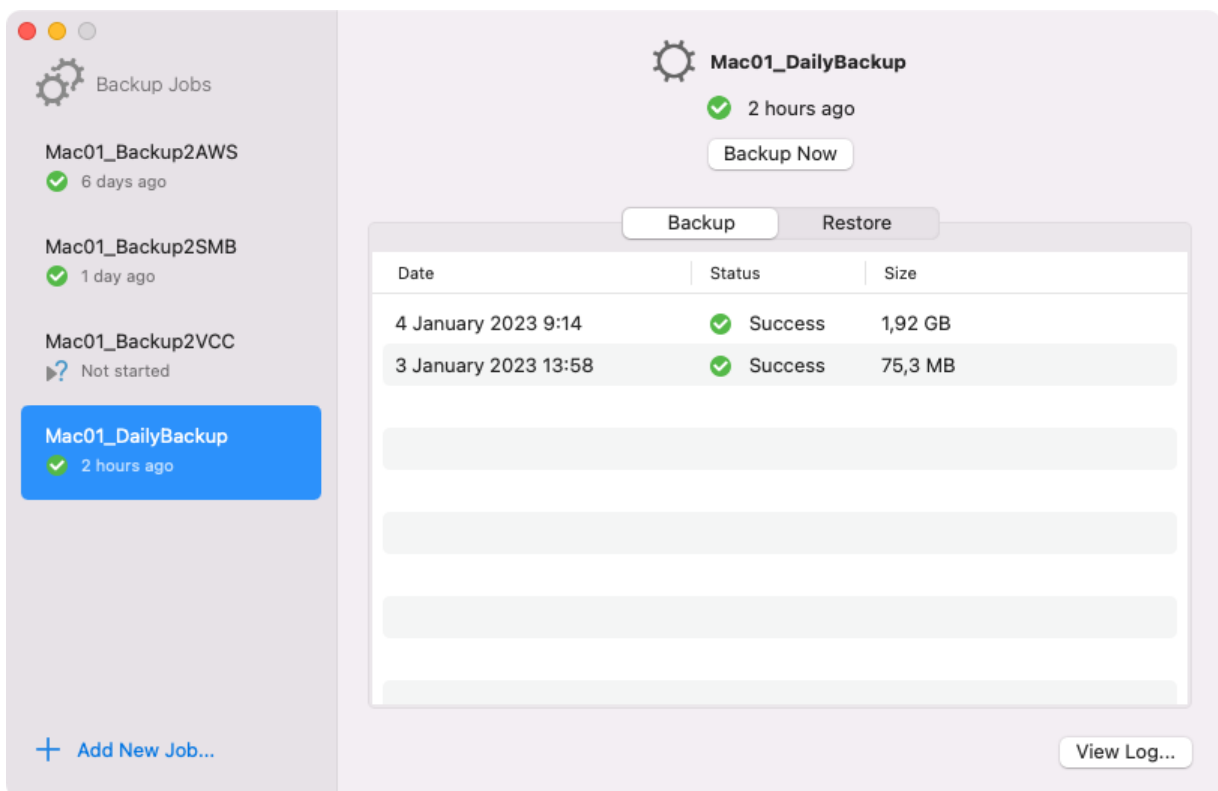 Backup Jobs
Mac01_Backup2AWS
6 days ago
Mac01_Backup2SMB
1 day ago
Mac01_Backup2VCC
? Not started
Mac01_DailyBackup
2 hours ago
Add New Job...
Mac01_DailyBackup
2 hours ago
Backup Now
Backup Restore
Date Status Size
4 January 2023 9:14 Success 1,92 GB
3 January 2023 13:58 Success 75,3 MB
View Log...